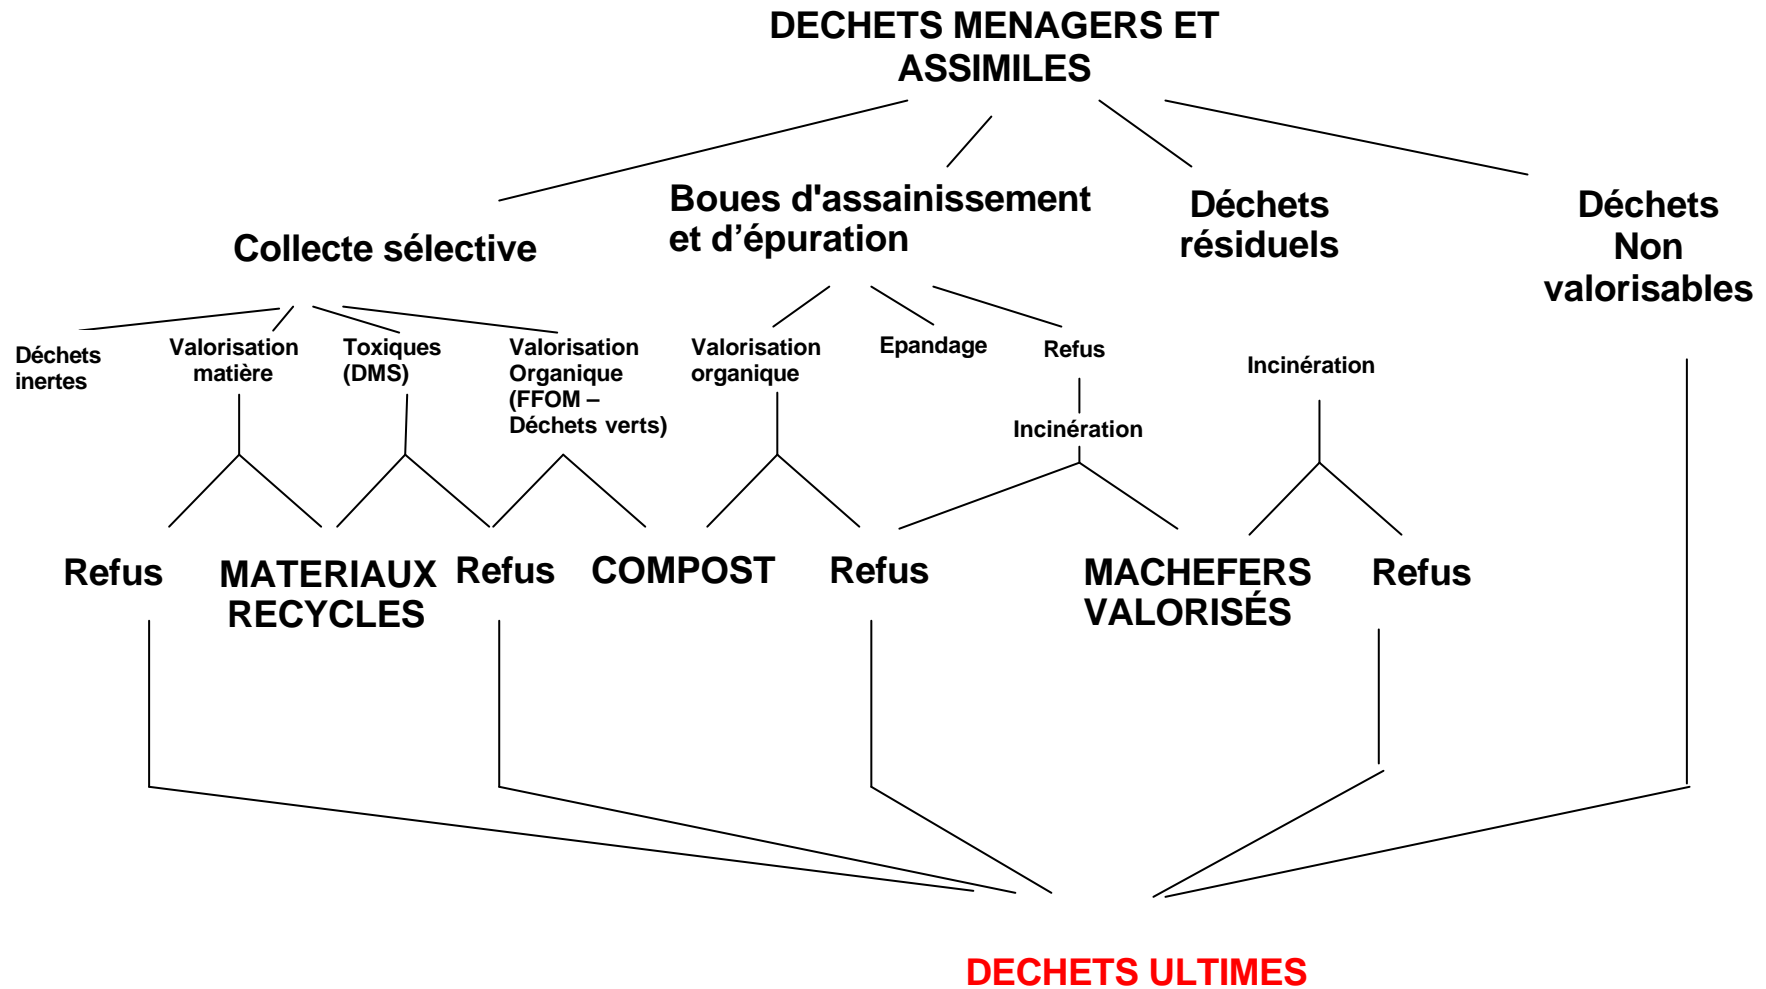 DECHETS MENAGERS ET
ASSIMILES
Collecte sélective
Boues d'assainissement
et d’épuration
Déchets
résiduels
Déchets
Non
valorisables
Déchets
inertes
Valorisation
matière
Toxiques
(DMS)
Valorisation
Organique
(FFOM –
Déchets verts)
Valorisation
organique
Epandage
Refus
Incinération
Incinération
Refus
MATERIAUX
RECYCLES
Refus
COMPOST
Refus
MACHEFERS
VALORISÉS
Refus
DECHETS ULTIMES